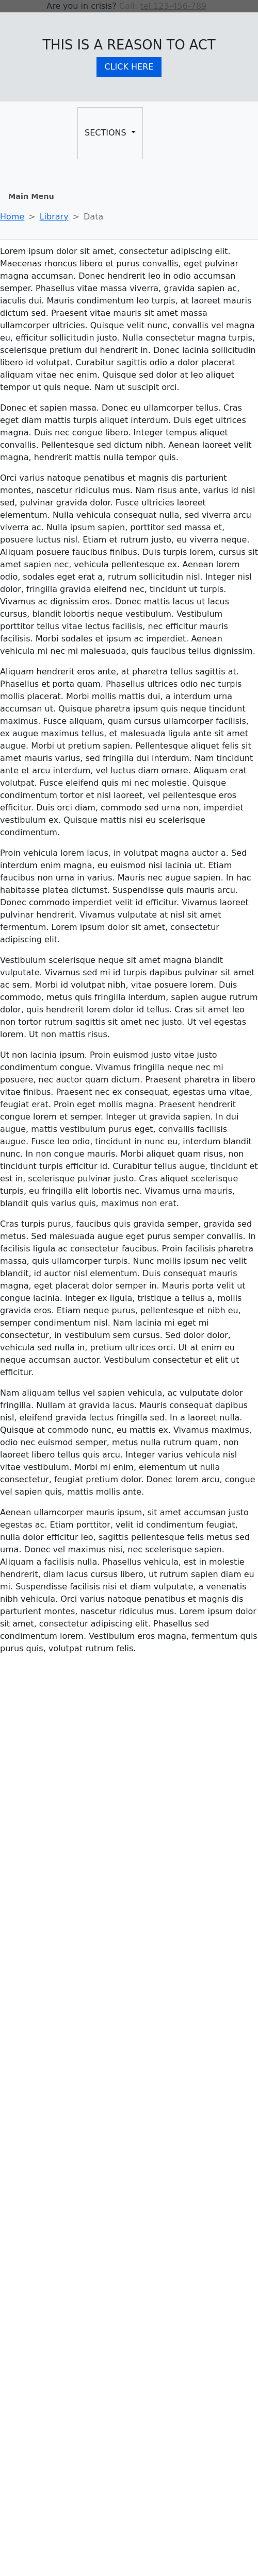 Are you in crisis? Call: tel:123-456-789
THIS IS A REASON TO ACT
CLICK HERE
SECTIONS
Main Menu
Home > Library > Data
Lorem ipsum dolor sit amet, consectetur adipiscing elit.
Maecenas rhoncus libero et purus convallis, eget pulvinar
magna accumsan. Donec hendrerit leo in odio accumsan
semper. Phasellus vitae massa viverra, gravida sapien ac,
iaculis dui. Mauris condimentum leo turpis, at laoreet mauris
dictum sed. Praesent vitae mauris sit amet massa
ullamcorper ultricies. Quisque velit nunc, convallis vel magna
eu, efficitur sollicitudin justo. Nulla consectetur magna turpis,
scelerisque pretium dui hendrerit in. Donec lacinia sollicitudin
libero id volutpat. Curabitur sagittis odio a dolor placerat
aliquam vitae nec enim. Quisque sed dolor at leo aliquet
tempor ut quis neque. Nam ut suscipit orci.
Donec et sapien massa. Donec eu ullamcorper tellus. Cras
eget diam mattis turpis aliquet interdum. Duis eget ultrices
magna. Duis nec congue libero. Integer tempus aliquet
convallis. Pellentesque sed dictum nibh. Aenean laoreet velit
magna, hendrerit mattis nulla tempor quis.
Orci varius natoque penatibus et magnis dis parturient
montes, nascetur ridiculus mus. Nam risus ante, varius id nisl
sed, pulvinar gravida dolor. Fusce ultricies laoreet
elementum. Nulla vehicula consequat nulla, sed viverra arcu
viverra ac. Nulla ipsum sapien, porttitor sed massa et,
posuere luctus nisl. Etiam et rutrum justo, eu viverra neque.
Aliquam posuere faucibus finibus. Duis turpis lorem, cursus sit
amet sapien nec, vehicula pellentesque ex. Aenean lorem
odio, sodales eget erat a, rutrum sollicitudin nisl. Integer nisl
dolor, fringilla gravida eleifend nec, tincidunt ut turpis.
Vivamus ac dignissim eros. Donec mattis lacus ut lacus
cursus, blandit lobortis neque vestibulum. Vestibulum
porttitor tellus vitae lectus facilisis, nec efficitur mauris
facilisis. Morbi sodales et ipsum ac imperdiet. Aenean
vehicula mi nec mi malesuada, quis faucibus tellus dignissim.
Aliquam hendrerit eros ante, at pharetra tellus sagittis at.
Phasellus et porta quam. Phasellus ultrices odio nec turpis
mollis placerat. Morbi mollis mattis dui, a interdum urna
accumsan ut. Quisque pharetra ipsum quis neque tincidunt
maximus. Fusce aliquam, quam cursus ullamcorper facilisis,
ex augue maximus tellus, et malesuada ligula ante sit amet
augue. Morbi ut pretium sapien. Pellentesque aliquet felis sit
amet mauris varius, sed fringilla dui interdum. Nam tincidunt
ante et arcu interdum, vel luctus diam ornare. Aliquam erat
volutpat. Fusce eleifend quis mi nec molestie. Quisque
condimentum tortor et nisl laoreet, vel pellentesque eros
efficitur. Duis orci diam, commodo sed urna non, imperdiet
vestibulum ex. Quisque mattis nisi eu scelerisque
condimentum.
Proin vehicula lorem lacus, in volutpat magna auctor a. Sed
interdum enim magna, eu euismod nisi lacinia ut. Etiam
faucibus non urna in varius. Mauris nec augue sapien. In hac
habitasse platea dictumst. Suspendisse quis mauris arcu.
Donec commodo imperdiet velit id efficitur. Vivamus laoreet
pulvinar hendrerit. Vivamus vulputate at nisl sit amet
fermentum. Lorem ipsum dolor sit amet, consectetur
adipiscing elit.
Vestibulum scelerisque neque sit amet magna blandit
vulputate. Vivamus sed mi id turpis dapibus pulvinar sit amet
ac sem. Morbi id volutpat nibh, vitae posuere lorem. Duis
commodo, metus quis fringilla interdum, sapien augue rutrum
dolor, quis hendrerit lorem dolor id tellus. Cras sit amet leo
non tortor rutrum sagittis sit amet nec justo. Ut vel egestas
lorem. Ut non mattis risus.
Ut non lacinia ipsum. Proin euismod justo vitae justo
condimentum congue. Vivamus fringilla neque nec mi
posuere, nec auctor quam dictum. Praesent pharetra in libero
vitae finibus. Praesent nec ex consequat, egestas urna vitae,
feugiat erat. Proin eget mollis magna. Praesent hendrerit
congue lorem et semper. Integer ut gravida sapien. In dui
augue, mattis vestibulum purus eget, convallis facilisis
augue. Fusce leo odio, tincidunt in nunc eu, interdum blandit
nunc. In non congue mauris. Morbi aliquet quam risus, non
tincidunt turpis efficitur id. Curabitur tellus augue, tincidunt et
est in, scelerisque pulvinar justo. Cras aliquet scelerisque
turpis, eu fringilla elit lobortis nec. Vivamus urna mauris,
blandit quis varius quis, maximus non erat.
Cras turpis purus, faucibus quis gravida semper, gravida sed
metus. Sed malesuada augue eget purus semper convallis. In
facilisis ligula ac consectetur faucibus. Proin facilisis pharetra
massa, quis ullamcorper turpis. Nunc mollis ipsum nec velit
blandit, id auctor nisl elementum. Duis consequat mauris
magna, eget placerat dolor semper in. Mauris porta velit ut
congue lacinia. Integer ex ligula, tristique a tellus a, mollis
gravida eros. Etiam neque purus, pellentesque et nibh eu,
semper condimentum nisl. Nam lacinia mi eget mi
consectetur, in vestibulum sem cursus. Sed dolor dolor,
vehicula sed nulla in, pretium ultrices orci. Ut at enim eu
neque accumsan auctor. Vestibulum consectetur et elit ut
efficitur.
Nam aliquam tellus vel sapien vehicula, ac vulputate dolor
fringilla. Nullam at gravida lacus. Mauris consequat dapibus
nisl, eleifend gravida lectus fringilla sed. In a laoreet nulla.
Quisque at commodo nunc, eu mattis ex. Vivamus maximus,
odio nec euismod semper, metus nulla rutrum quam, non
laoreet libero tellus quis arcu. Integer varius vehicula nisl
vitae vestibulum. Morbi mi enim, elementum ut nulla
consectetur, feugiat pretium dolor. Donec lorem arcu, congue
vel sapien quis, mattis mollis ante.
Aenean ullamcorper mauris ipsum, sit amet accumsan justo
egestas ac. Etiam porttitor, velit id condimentum feugiat,
nulla dolor efficitur leo, sagittis pellentesque felis metus sed
urna. Donec vel maximus nisi, nec scelerisque sapien.
Aliquam a facilisis nulla. Phasellus vehicula, est in molestie
hendrerit, diam lacus cursus libero, ut rutrum sapien diam eu
mi. Suspendisse facilisis nisi et diam vulputate, a venenatis
nibh vehicula. Orci varius natoque penatibus et magnis dis
parturient montes, nascetur ridiculus mus. Lorem ipsum dolor
sit amet, consectetur adipiscing elit. Phasellus sed
condimentum lorem. Vestibulum eros magna, fermentum quis
purus quis, volutpat rutrum felis.